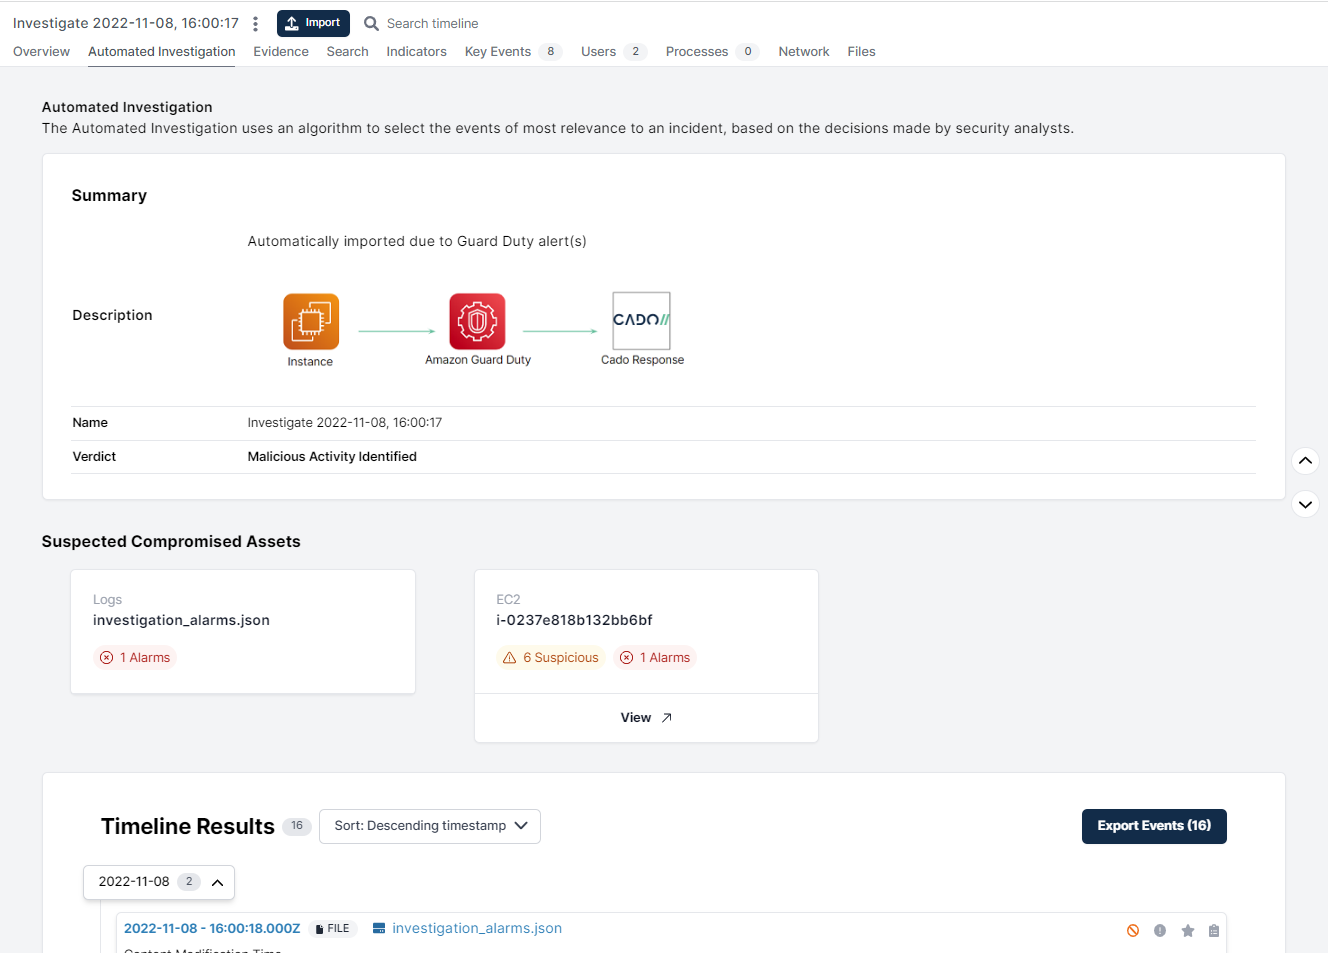 Investigate 2022-11-08, 16:00:17 Import Search timeline
Overview Automated Investigation Evidence Search Indicators Key Events 8 Users 2 Processes 0 Network Files
Automated Investigation
The Automated Investigation uses an algorithm to select the events of most relevance to an incident, based on the decisions made by security analysts.
Summary
Automatically imported due to Guard Duty alert(s)
Description
CADO//
Instance Amazon Guard Duty Cado Response
Name Investigate 2022-11-08, 16:00:17
Verdict Malicious Activity Identified
Suspected Compromised Assets
Logs
investigation_alarms.json
1 Alarms
EC2
i-0237e818b132bb6bf
6 Suspicious 1 Alarms
View
Timeline Results 16 Sort: Descending timestamp Export Events (16)
2022-11-08 2
2022-11-08 - 16:00:18.000Z FILE investigation_alarms.json
Content Modification Time